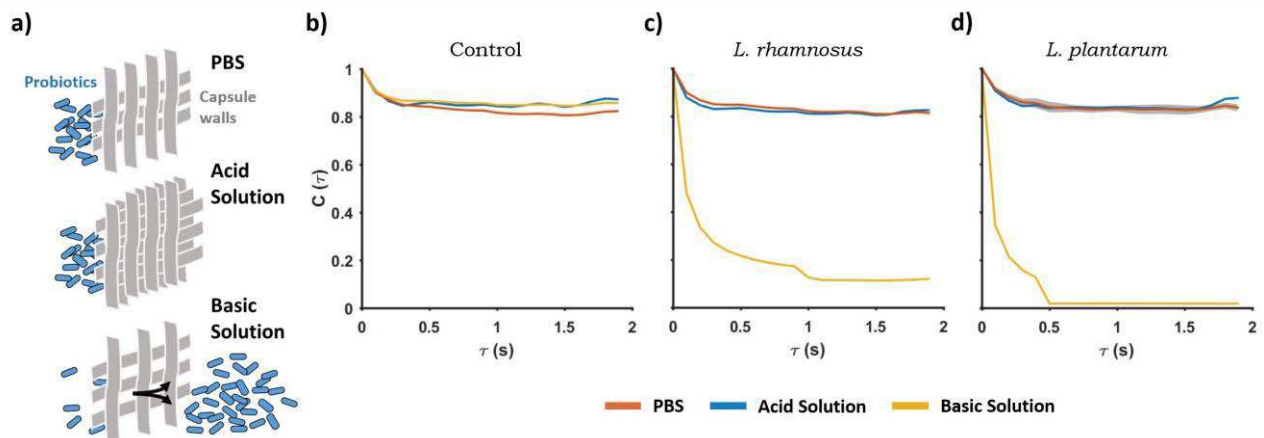 a)
PBS
Probiotics
Capsule
walls
Acid
Solution
Basic
Solution
b)
Control
C (τ)
1
0.8
0.6
0.4
0.2
0
0 0.5 1 1.5 2
τ (s)
c)
L. rhamnosus
0 0.5 1 1.5 2
τ (s)
d)
L. plantarum
0 0.5 1 1.5 2
τ (s)
PBS Acid Solution Basic Solution